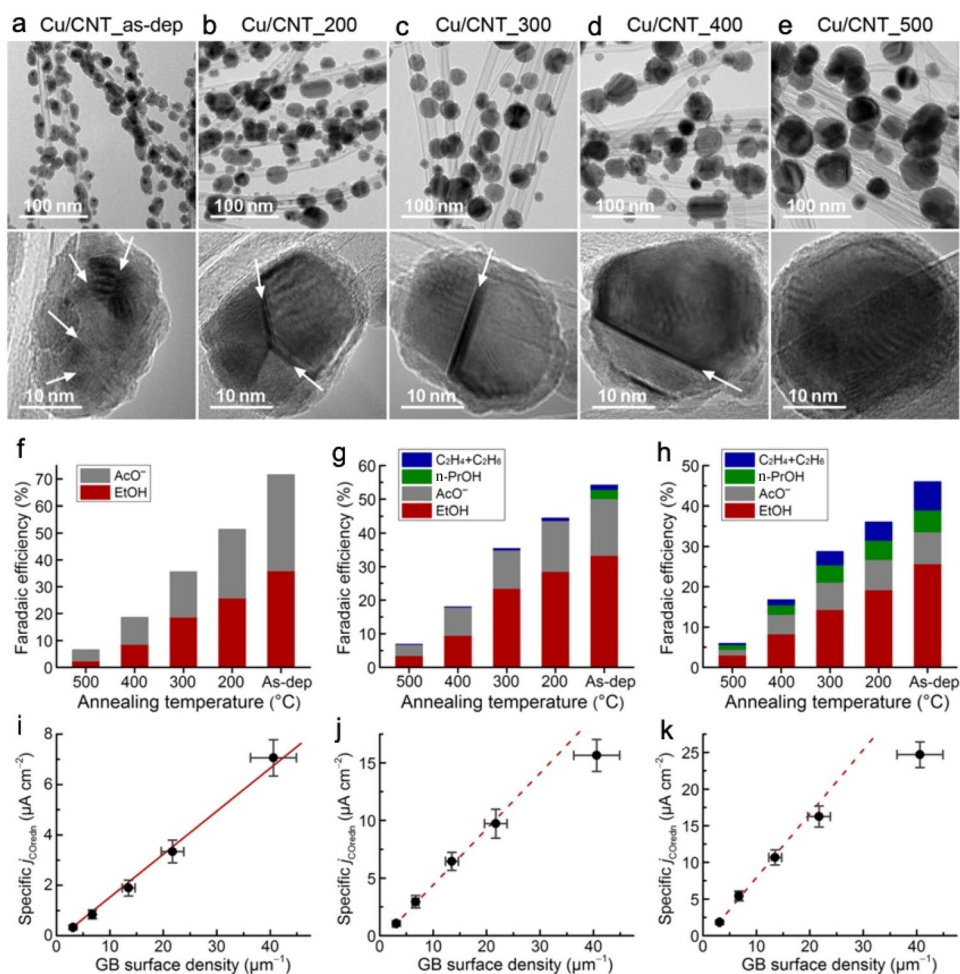 a Cu/CNT_as-dep b Cu/CNT_200 c Cu/CNT_300 d Cu/CNT_400 e Cu/CNT_500
100 nm 100 nm 100 nm 100 nm 100 nm
10 nm 10 nm 10 nm 10 nm 10 nm
f
Faradaic efficiency (%)
70
60
50
40
30
20
10
0
AcO⁻
EtOH
500 400 300 200 As-dep
Annealing temperature (°C)
g
Faradaic efficiency (%)
60
50
40
30
20
10
0
C₂H₄+C₂H₆
n-PrOH
AcO⁻
EtOH
500 400 300 200 As-dep
Annealing temperature (°C)
h
Faradaic efficiency (%)
50
40
30
20
10
0
C₂H₄+C₂H₆
n-PrOH
AcO⁻
EtOH
500 400 300 200 As-dep
Annealing temperature (°C)
i
Specific jCOredn (µA cm⁻²)
8
6
4
2
0
0 10 20 30 40
GB surface density (µm⁻¹)
j
Specific jCOredn (µA cm⁻²)
15
10
5
0
0 10 20 30 40
GB surface density (µm⁻¹)
k
Specific jCOredn (µA cm⁻²)
25
20
15
10
5
0
0 10 20 30 40
GB surface density (µm⁻¹)